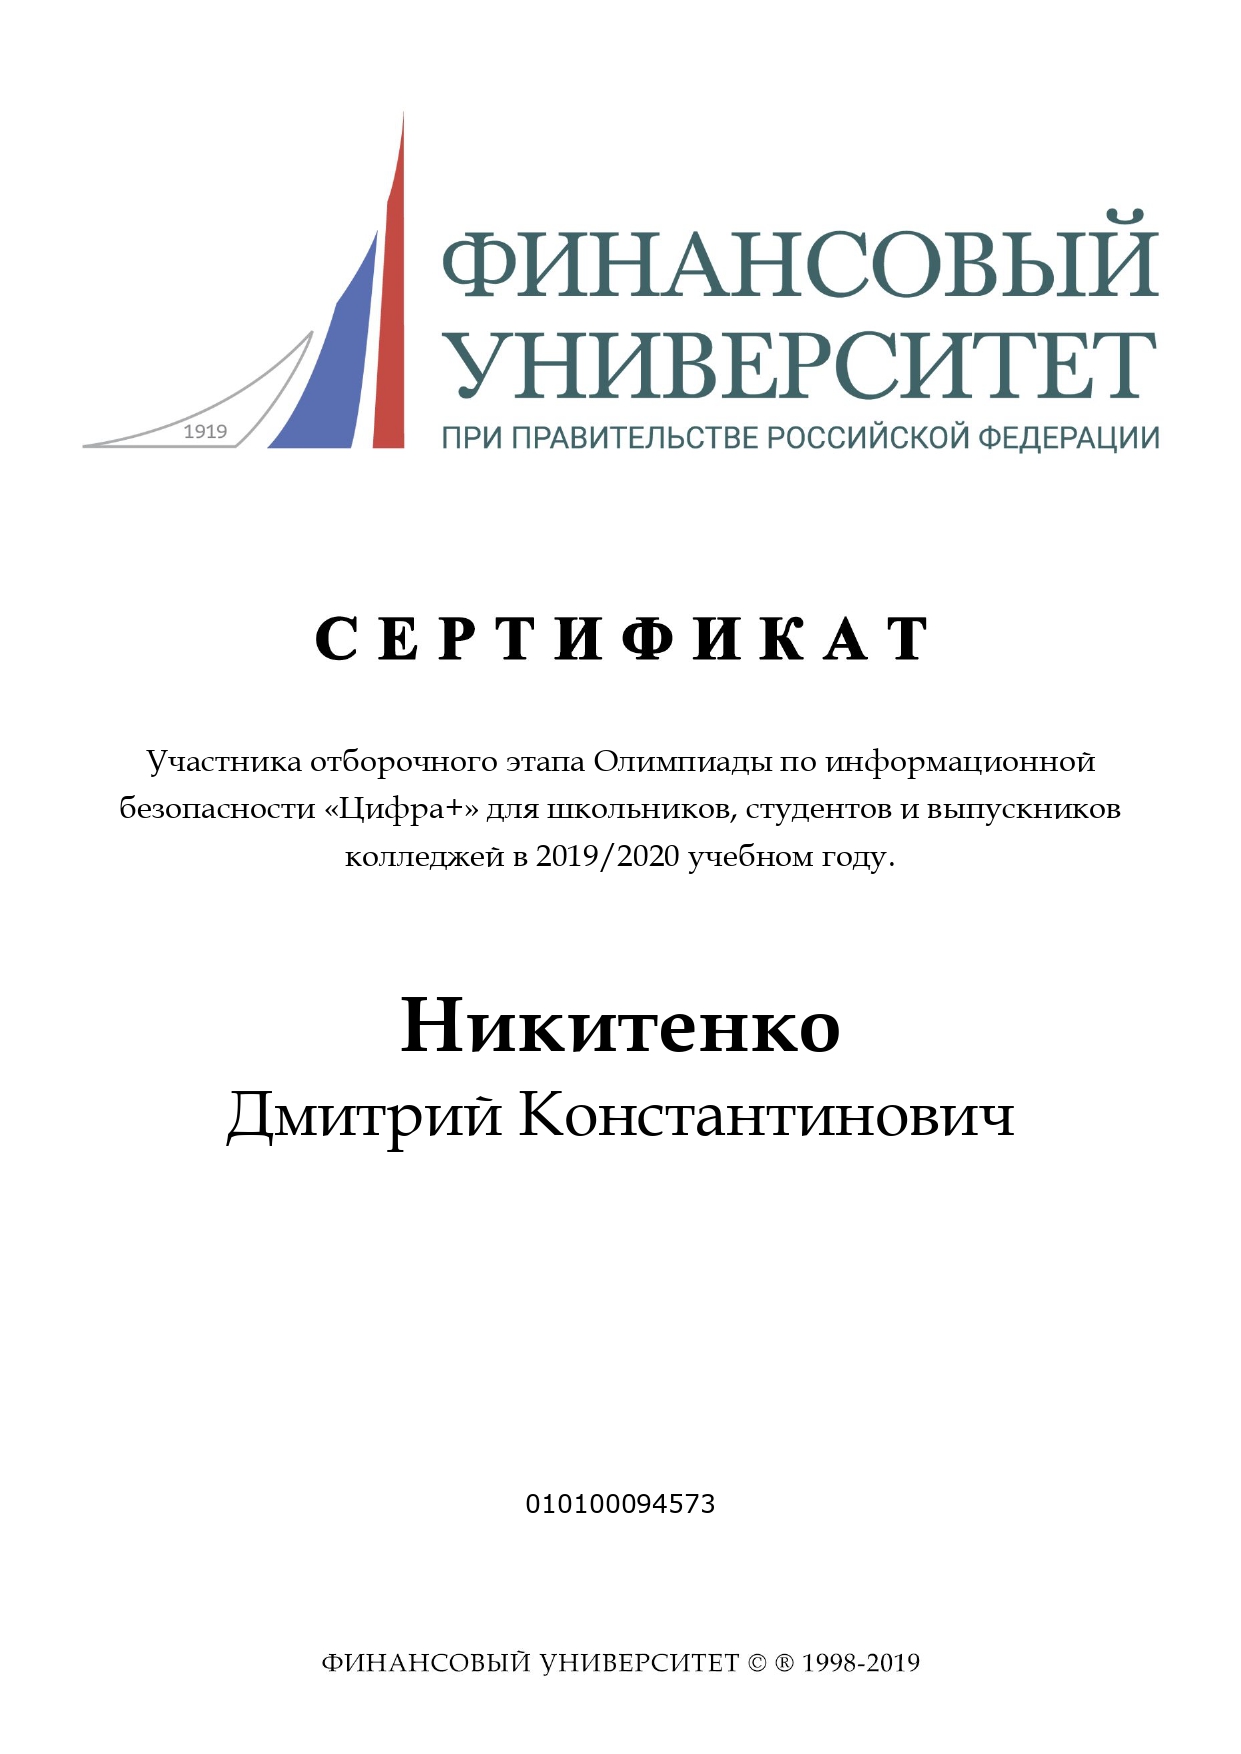 1919
ФИНАНСОВЫЙ
УНИВЕРСИТЕТ
ПРИ ПРАВИТЕЛЬСТВЕ РОССИЙСКОЙ ФЕДЕРАЦИИ
СЕРТИФИКАТ
Участника отборочного этапа Олимпиады по информационной
безопасности «Цифра+» для школьников, студентов и выпускников
колледжей в 2019/2020 учебном году.
Никитенко
Дмитрий Константинович
010100094573
ФИНАНСОВЫЙ УНИВЕРСИТЕТ © ® 1998-2019